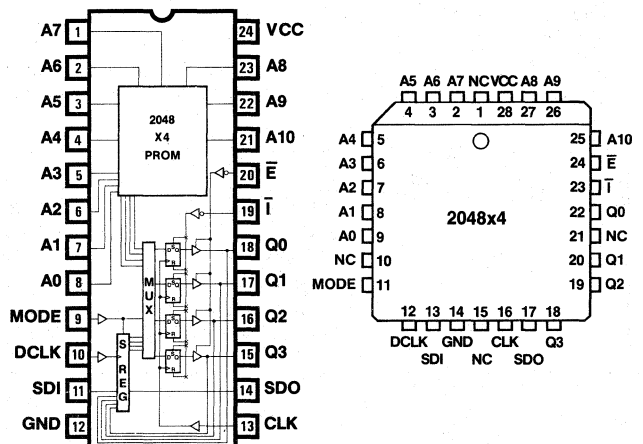 A7 1 24 VCC
A6 2 23 A8
A5 3 22 A9
A4 4 21 A10
A3 5 20 E̅
A2 6 19 I̅
A1 7 18 Q0
A0 8 17 Q1
MODE 9 16 Q2
DCLK 10 15 Q3
SDI 11 14 SDO
GND 12 13 CLK
2048
X4
PROM
MUX
S REG
A5 A6 A7 NC VCC A8 A9
4 3 2 1 28 27 26
A4 5 25 A10
A3 6 24 E̅
A2 7 23 I̅
A1 8 22 Q0
A0 9 21 NC
NC 10 20 Q1
MODE 11 19 Q2
2048x4
12 13 14 15 16 17 18
DCLK GND CLK Q3
SDI NC SDO